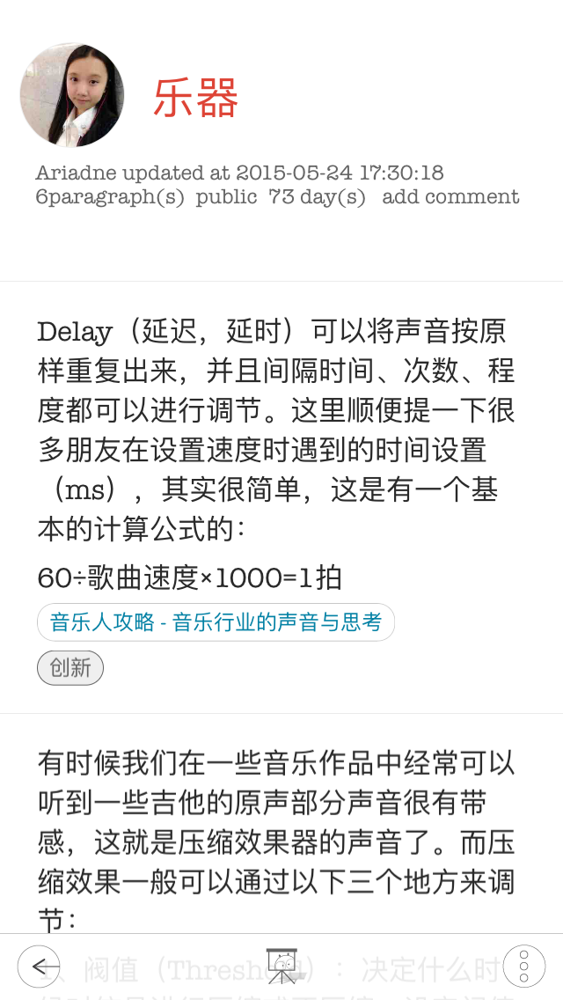 乐器
Ariadne updated at 2015-05-24 17:30:18
6paragraph(s) public 73 day(s) add comment
Delay（延迟，延时）可以将声音按原
样重复出来，并且间隔时间、次数、程
度都可以进行调节。这里顺便提一下很
多朋友在设置速度时遇到的时间设置
（ms），其实很简单，这是有一个基
本的计算公式的：
60÷歌曲速度×1000=1拍
音乐人攻略 - 音乐行业的声音与思考
创新
有时候我们在一些音乐作品中经常可以
听到一些吉他的原声部分声音很有带
感，这就是压缩效果器的声音了。而压
缩效果一般可以通过以下三个地方来调
节：
1、阀值（Threshold）：决定什么时